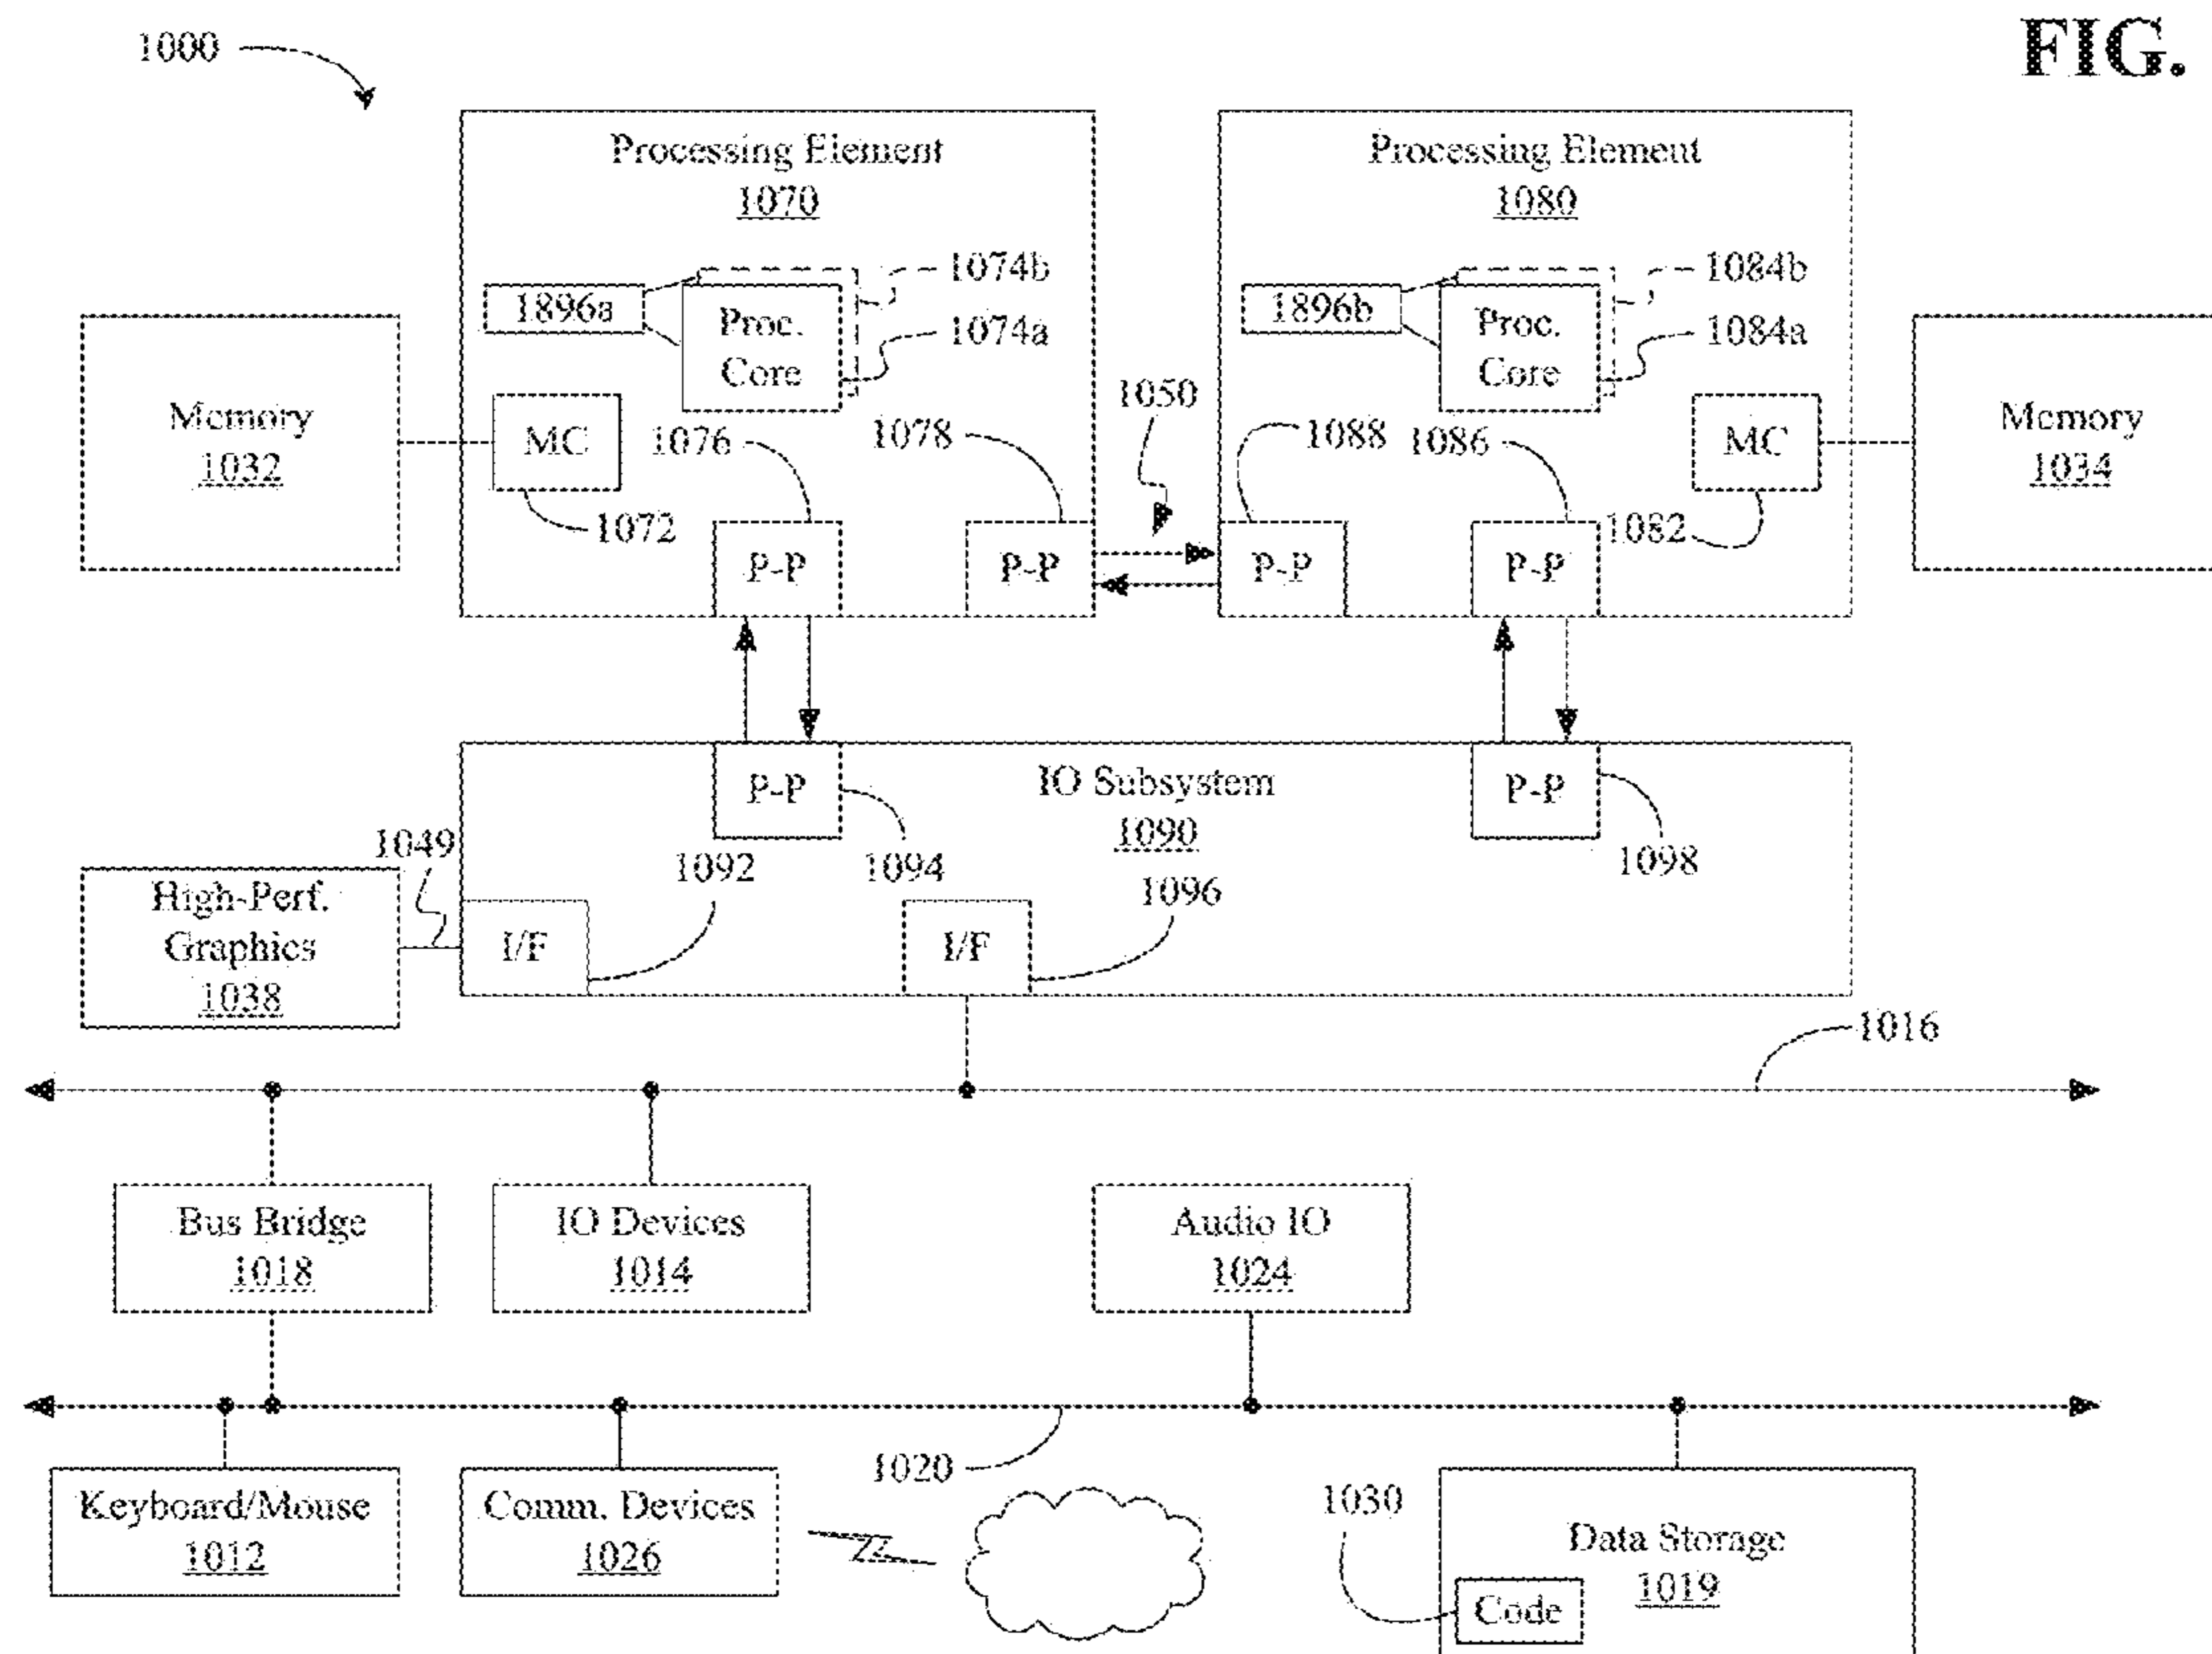 FIG.
1000
Processing Element
1070
Processing Element
1080
1074b
1084b
1896a
1896b
Proc.
Core
1074a
Proc.
Core
1084a
Memory
1032
MC
1076
1078
1050
1088
1086
MC
Memory
1034
1072
1082
P-P
P-P
P-P
P-P
P-P
IO Subsystem
1090
P-P
1049
1092
1094
1096
1098
High-Perf.
Graphics
1038
I/F
I/F
1016
Bus Bridge
1018
IO Devices
1014
Audio IO
1024
1020
Keyboard/Mouse
1012
Comm. Devices
1026
1030
Data Storage
1019
Code